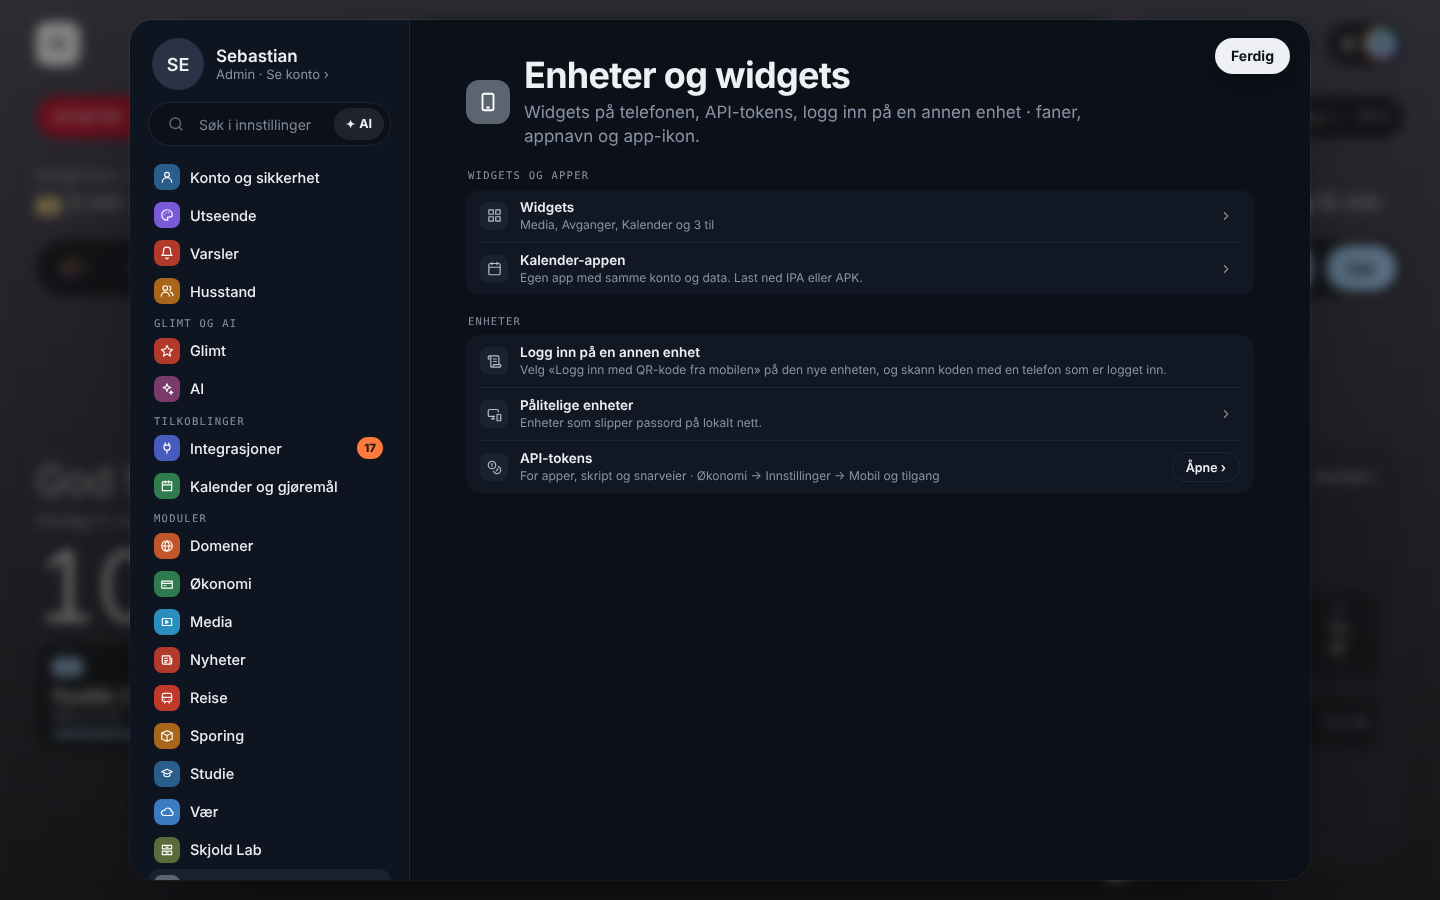 SE
Sebastian
Admin · Se konto ›
Søk i innstillinger
✦ AI
Konto og sikkerhet
Utseende
Varsler
Husstand
GLIMT OG AI
Glimt
AI
TILKOBLINGER
Integrasjoner
17
Kalender og gjøremål
MODULER
Domener
Økonomi
Media
Nyheter
Reise
Sporing
Studie
Vær
Skjold Lab
Ferdig
Enheter og widgets
Widgets på telefonen, API-tokens, logg inn på en annen enhet · faner,
appnavn og app-ikon.
WIDGETS OG APPER
Widgets
Media, Avganger, Kalender og 3 til
Kalender-appen
Egen app med samme konto og data. Last ned IPA eller APK.
ENHETER
Logg inn på en annen enhet
Velg «Logg inn med QR-kode fra mobilen» på den nye enheten, og skann koden med en telefon som er logget inn.
Pålitelige enheter
Enheter som slipper passord på lokalt nett.
API-tokens
For apper, skript og snarveier · Økonomi → Innstillinger → Mobil og tilgang
Åpne ›
God
10